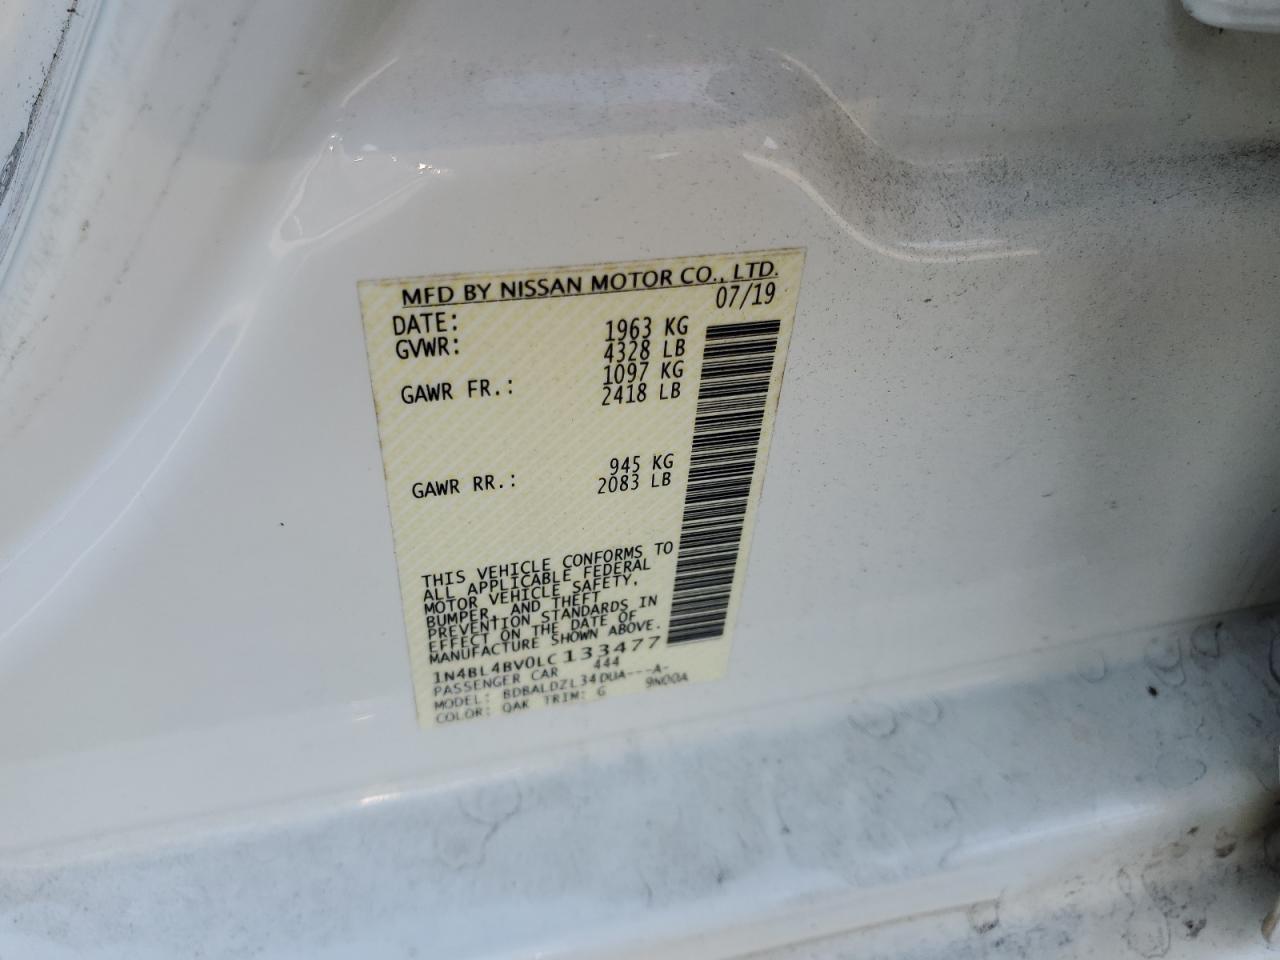 MFD BY NISSAN MOTOR CO., LTD.
DATE: 07/19
GVWR: 1963 KG
4328 LB
GAWR FR.: 1097 KG
2418 LB
GAWR RR.: 945 KG
2083 LB
THIS VEHICLE CONFORMS TO
ALL APPLICABLE FEDERAL
MOTOR VEHICLE SAFETY,
BUMPER, AND THEFT
PREVENTION STANDARDS IN
EFFECT ON THE DATE OF
MANUFACTURE SHOWN ABOVE.
1N4BL4BV0LC133477
PASSENGER CAR 444
MODEL: BDBALDZL34DUA---A-
COLOR: QAK TRIM: G 9N00A